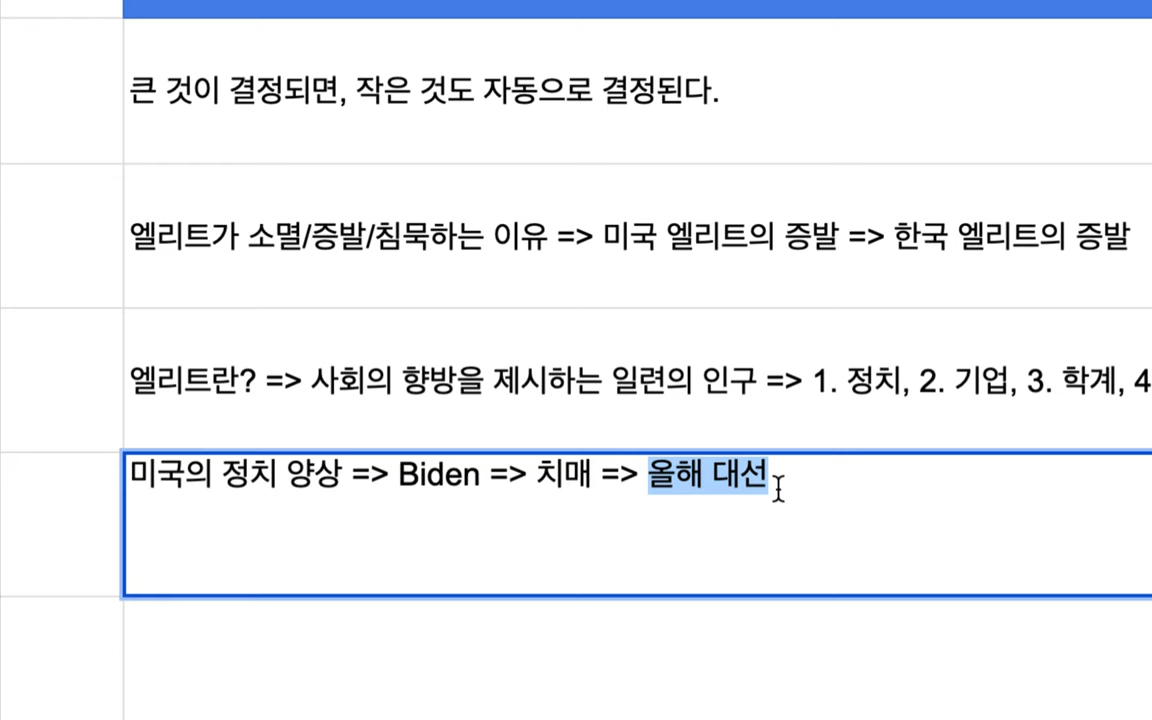 큰 것이 결정되면, 작은 것도 자동으로 결정된다.
엘리트가 소멸/증발/침묵하는 이유 => 미국 엘리트의 증발 => 한국 엘리트의 증발
엘리트란? => 사회의 향방을 제시하는 일련의 인구 => 1. 정치, 2. 기업, 3. 학계, 4
미국의 정치 양상 => Biden => 치매 => 올해 대선